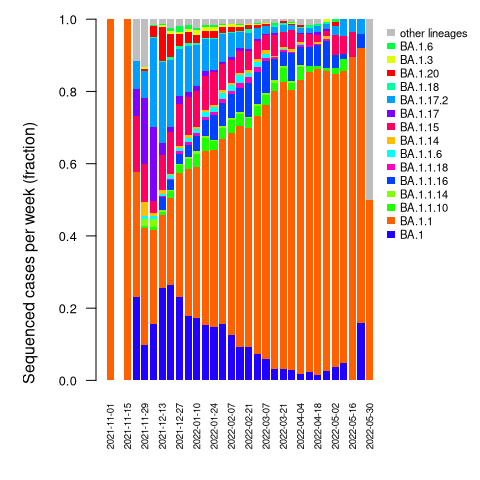 Sequenced cases per week (fraction)
1.0
0.8
0.6
0.4
0.2
0.0
2021-11-01
2021-11-15
2021-11-29
2021-12-13
2021-12-27
2022-01-10
2022-01-24
2022-02-07
2022-02-21
2022-03-07
2022-03-21
2022-04-04
2022-04-18
2022-05-02
2022-05-16
2022-05-30
other lineages
BA.1.6
BA.1.3
BA.1.20
BA.1.18
BA.1.17.2
BA.1.17
BA.1.15
BA.1.14
BA.1.1.6
BA.1.1.18
BA.1.1.16
BA.1.1.14
BA.1.1.10
BA.1.1
BA.1